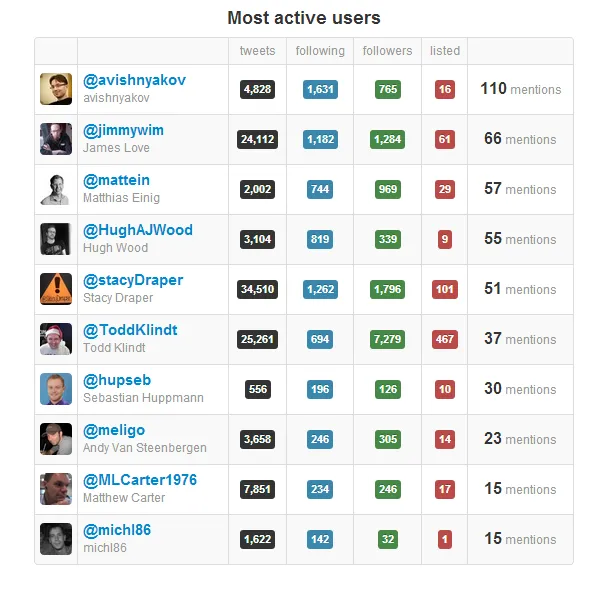 Most active users
tweets following followers listed
@avishnyakov
avishnyakov
4,828 1,631 765 16 110 mentions
@jimmywim
James Love
24,112 1,182 1,284 61 66 mentions
@mattein
Matthias Einig
2,002 744 969 29 57 mentions
@HughAJWood
Hugh Wood
3,104 819 339 9 55 mentions
@stacyDraper
Stacy Draper
34,510 1,262 1,796 101 51 mentions
@ToddKlindt
Todd Klindt
25,261 694 7,279 467 37 mentions
@hupseb
Sebastian Huppmann
556 196 126 10 30 mentions
@meligo
Andy Van Steenbergen
3,658 246 305 14 23 mentions
@MLCarter1976
Matthew Carter
7,851 234 246 17 15 mentions
@michl86
michl86
1,622 142 32 1 15 mentions